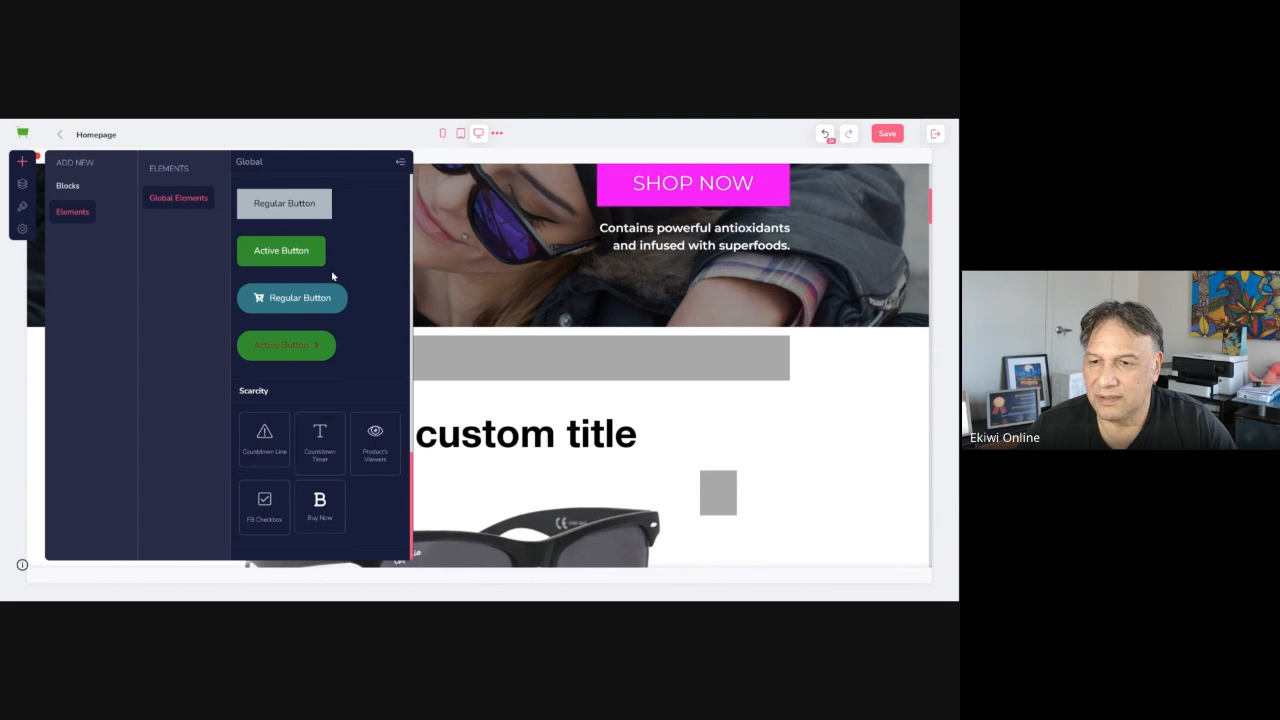 Homepage
Save
34
ADD NEW
Blocks
Elements
ELEMENTS
Global Elements
Global
Regular Button
Active Button
Regular Button
Active Button
Scarcity
Countdown Line
Countdown
Timer
Product's
Viewers
FB Checkbox
Buy Now
SHOP NOW
Contains powerful antioxidants
and infused with superfoods.
custom title
Ekiwi Online